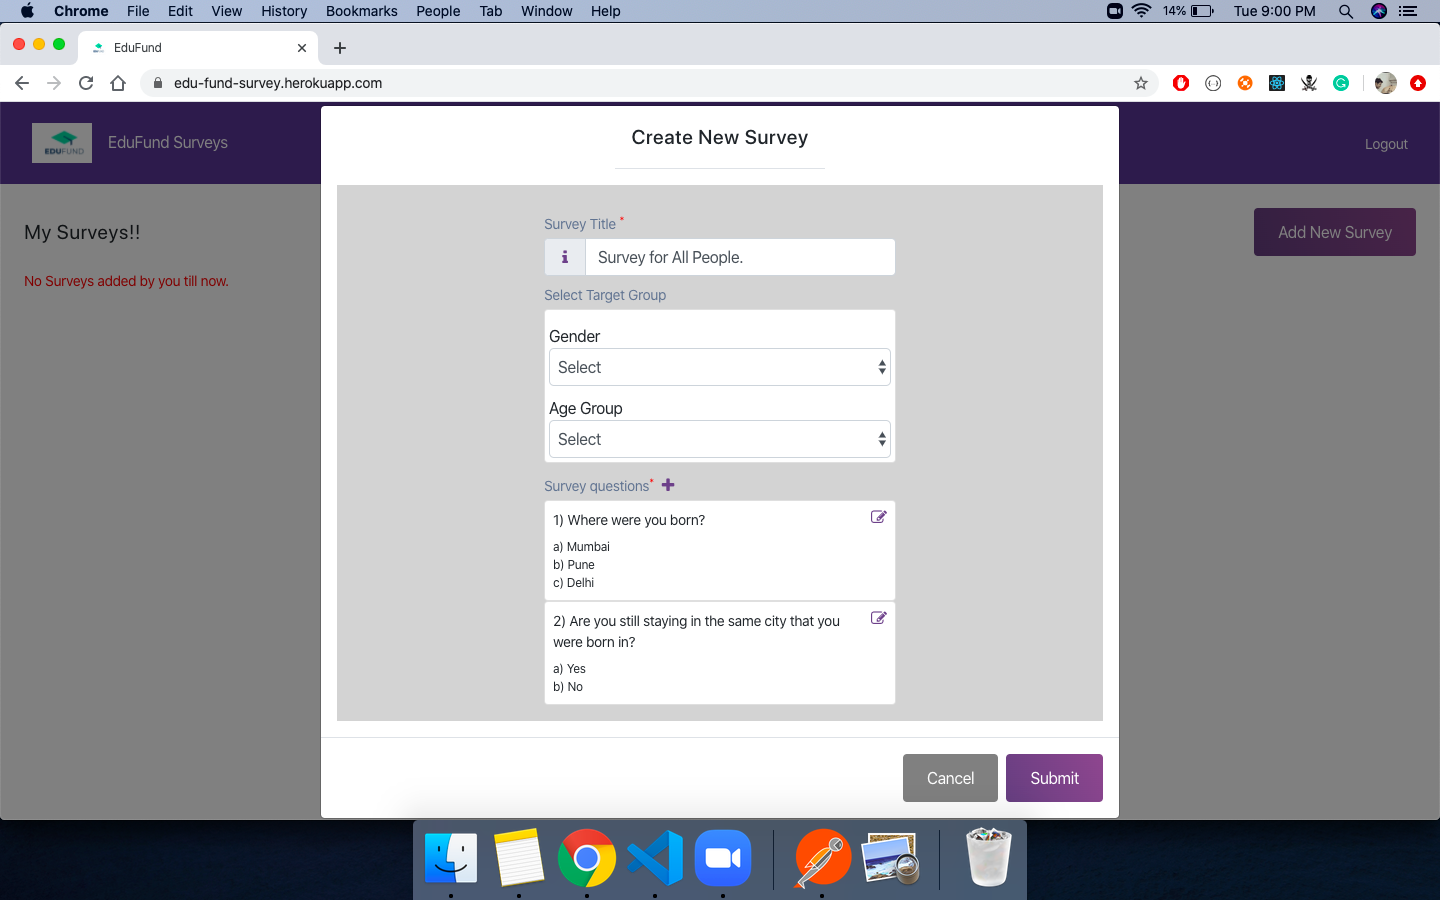 Chrome File Edit View History Bookmarks People Tab Window Help 14% Tue 9:00 PM
EduFund
edu-fund-survey.herokuapp.com
EDUFUND
EduFund Surveys
Logout
My Surveys!!
Add New Survey
No Surveys added by you till now.
Create New Survey
Survey Title *
Survey for All People.
Select Target Group
Gender
Select
Age Group
Select
Survey questions*
1) Where were you born?
a) Mumbai
b) Pune
c) Delhi
2) Are you still staying in the same city that you
were born in?
a) Yes
b) No
Cancel
Submit